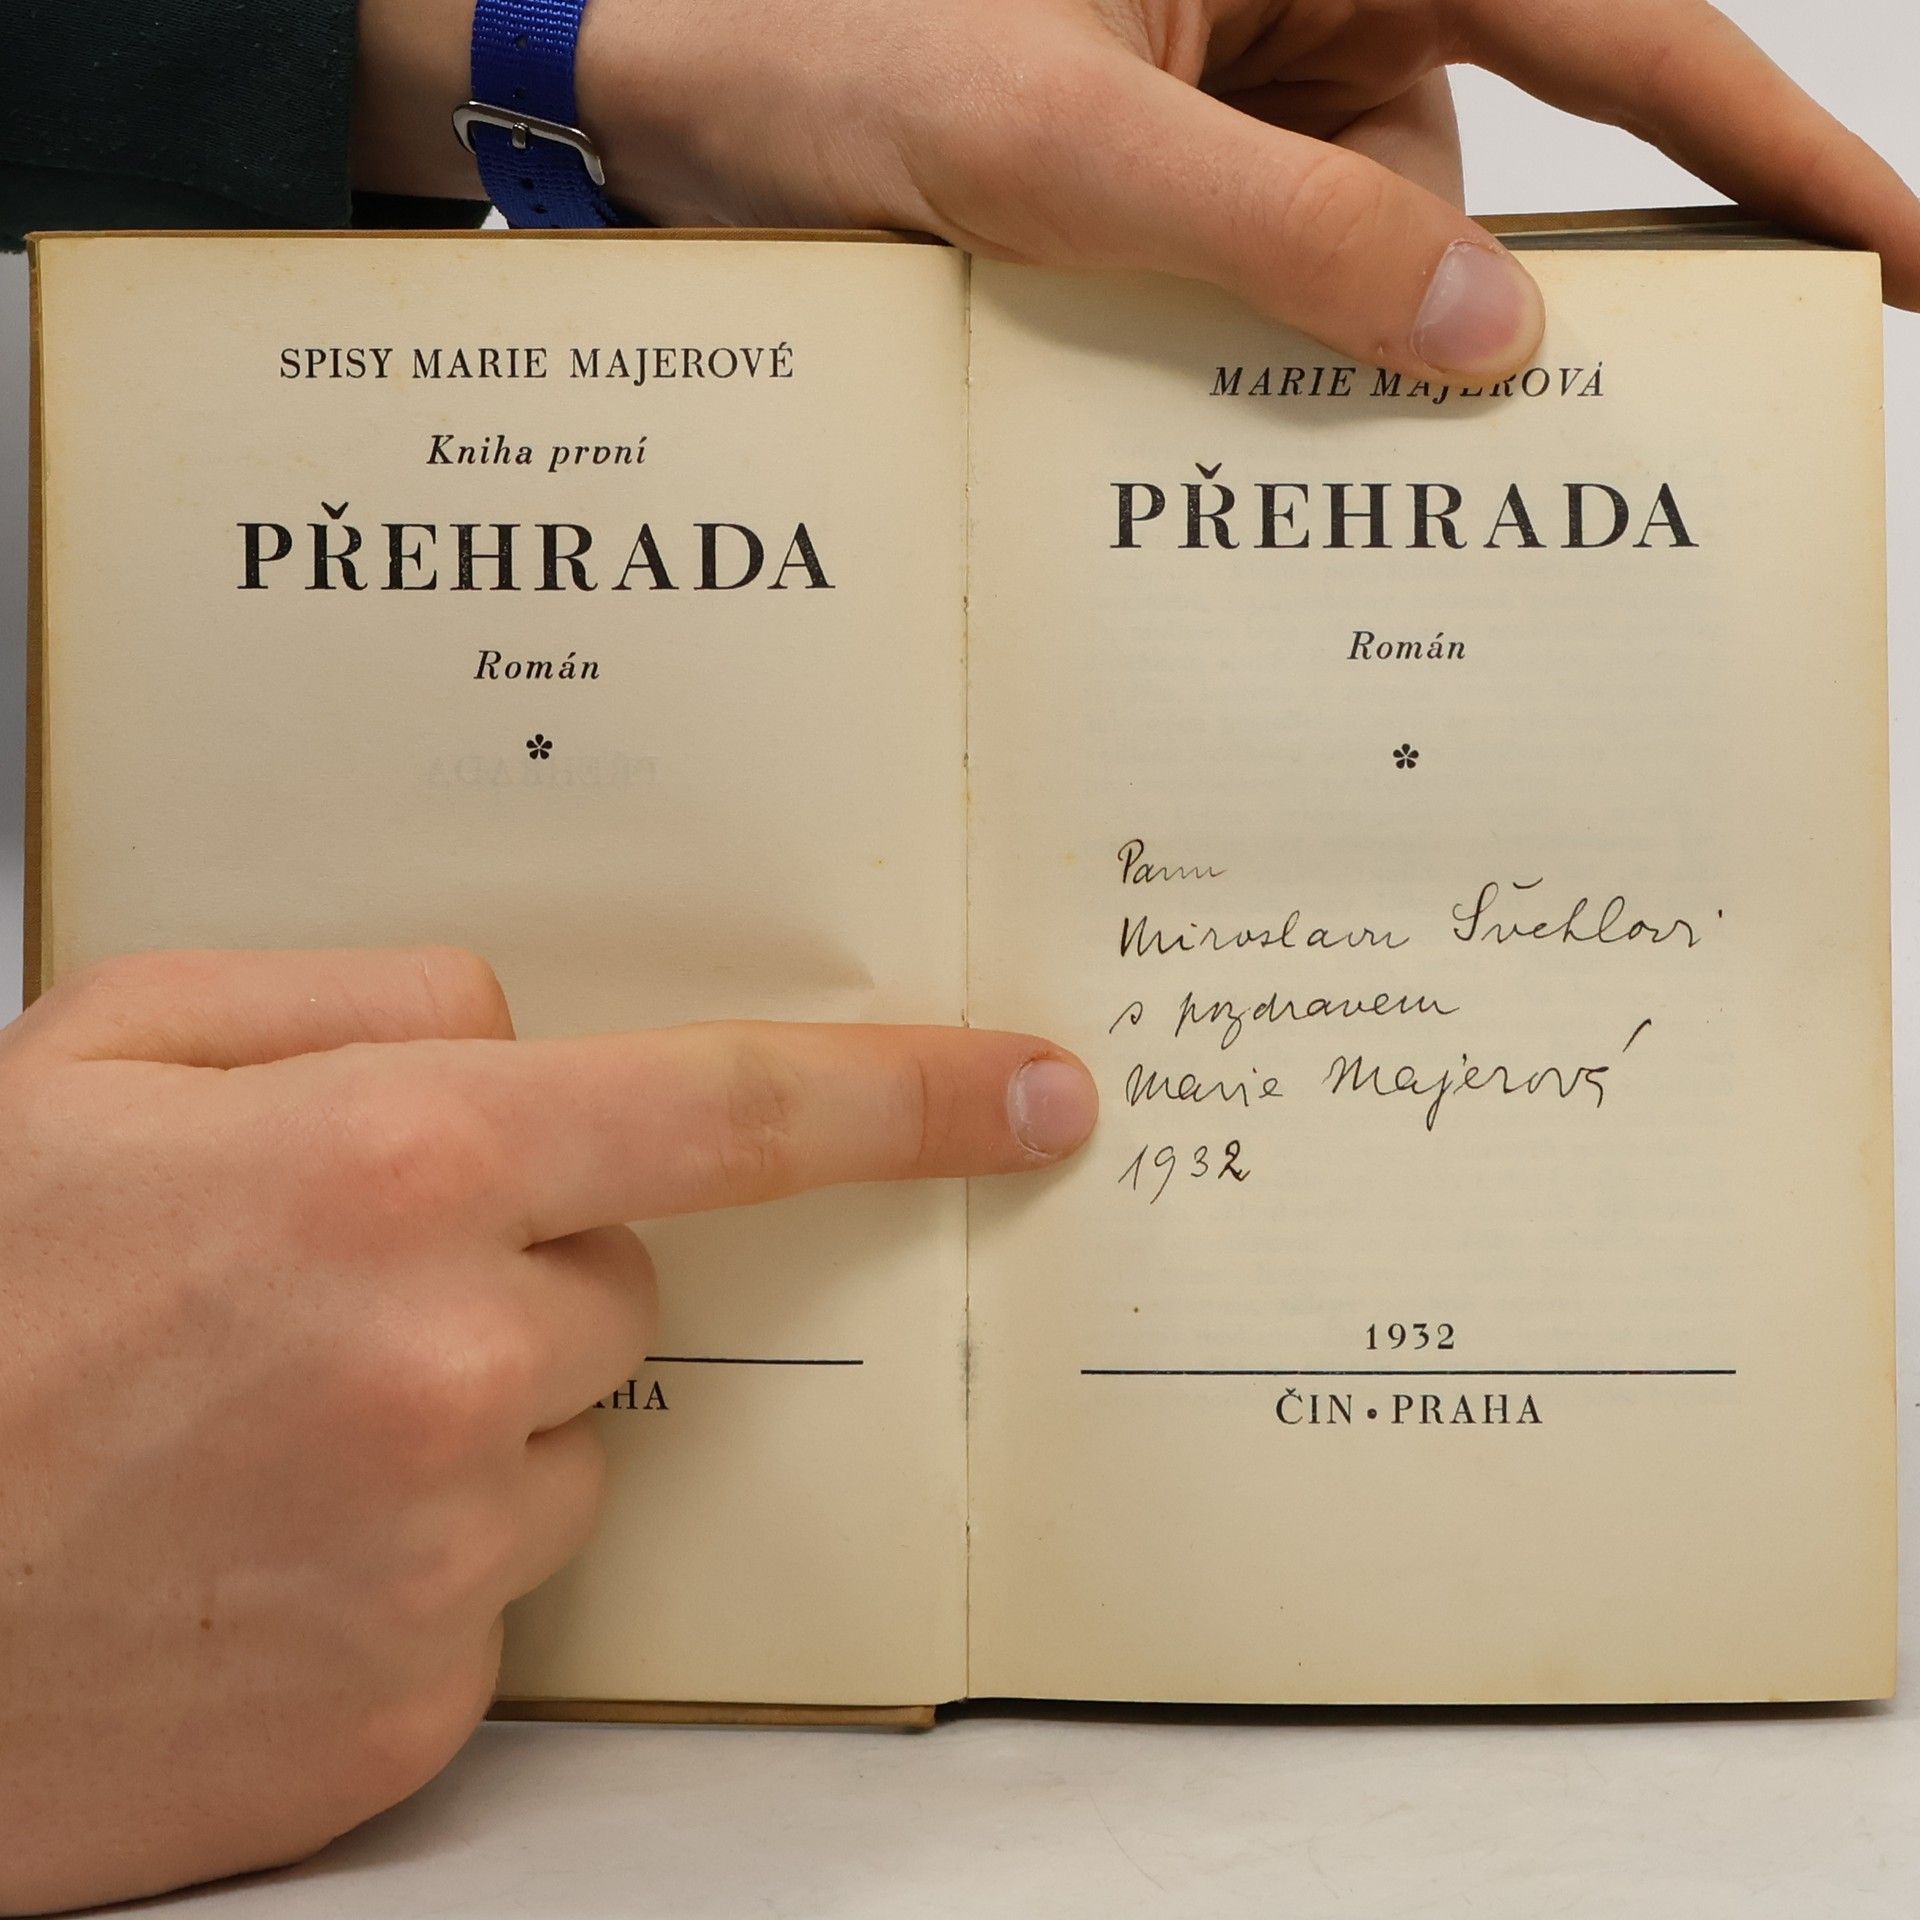 SPISY MARIE MAJEROVÉ
Kniha první
PŘEHRADA
Román
MARIE MAJEROVÁ
PŘEHRADA
Román
Panu
Miroslavu Švehlovi
s pozdravem
Marie Majerová
1932
1932
ČIN • PRAHA